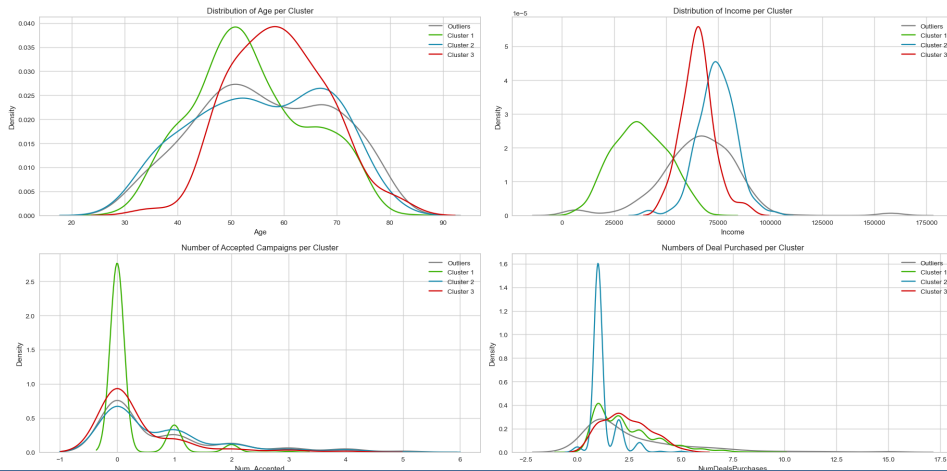 Distribution of Age per Cluster
Density
0.040
0.035
0.030
0.025
0.020
0.015
0.010
0.005
0.000
20 30 40 50 60 70 80 90
Age
Outliers
Cluster 1
Cluster 2
Cluster 3
Distribution of Income per Cluster
1e−5
Density
5
4
3
2
1
0
0 25000 50000 75000 100000 125000 150000 175000
Income
Outliers
Cluster 1
Cluster 2
Cluster 3
Number of Accepted Campaigns per Cluster
Density
2.5
2.0
1.5
1.0
0.5
0.0
−1 0 1 2 3 4 5 6
Num_Accepted
Outliers
Cluster 1
Cluster 2
Cluster 3
Numbers of Deal Purchased per Cluster
Density
1.6
1.4
1.2
1.0
0.8
0.6
0.4
0.2
0.0
−2.5 0.0 2.5 5.0 7.5 10.0 12.5 15.0 17.5
NumDealsPurchases
Outliers
Cluster 1
Cluster 2
Cluster 3